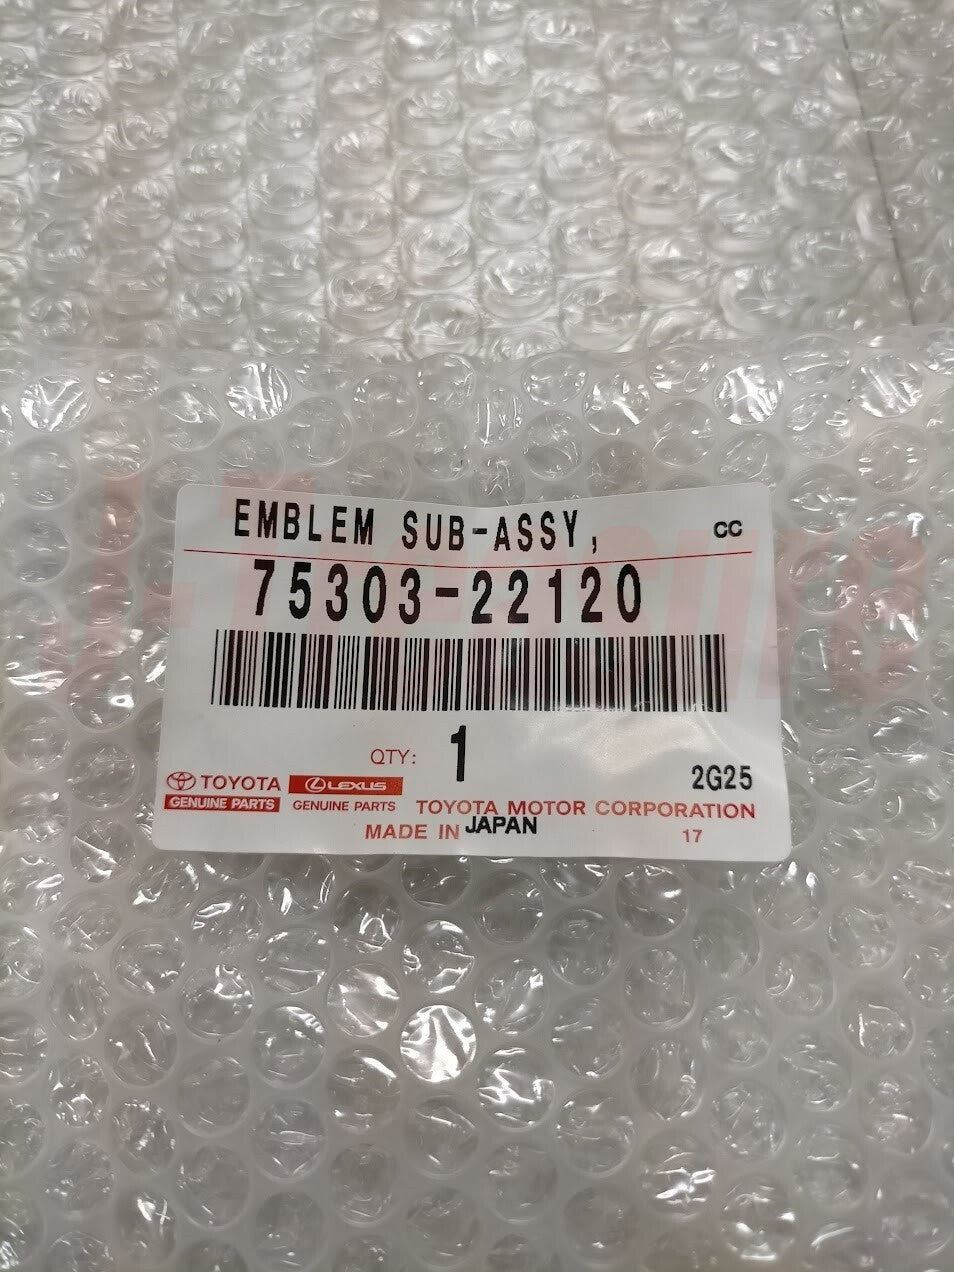 EMBLEM SUB-ASSY, CC
75303-22120
QTY: 1
2G25
TOYOTA LEXUS
GENUINE PARTS GENUINE PARTS TOYOTA MOTOR CORPORATION
MADE IN JAPAN 17